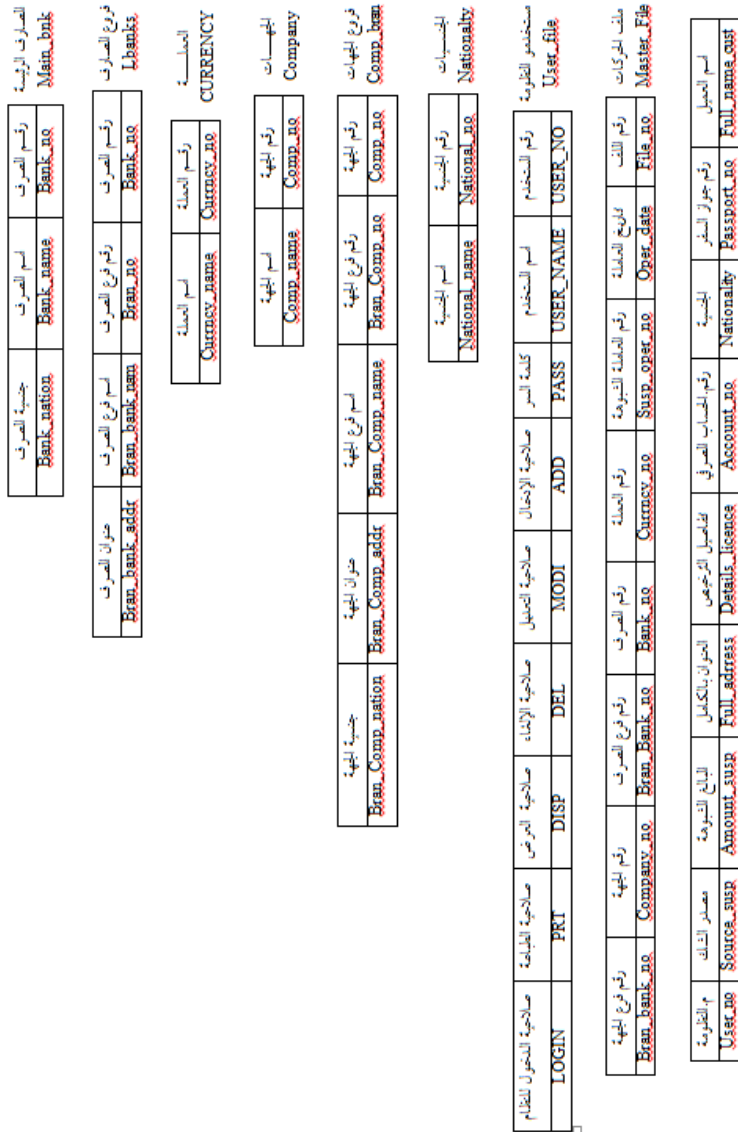 المصارف الرئيسة
Main_bnk
رقم المصرف اسم المصرف جنسية المصرف
Bank_no Bank_name Bank_nation
فروع المصارف
Lbanks
رقم المصرف رقم فرع المصرف اسم فرع المصرف عنوان المصرف
Bank_no Bran_no Bran_bank_nam Bran_bank_addr
العملة
CURRENCY
رقم العملة اسم العملة
Currncy_no Currncy_name
الجهات
Company
رقم الجهة اسم الجهة
Comp_no Comp_name
فروع الجهات
Comp_bran
رقم الجهة رقم فرع الجهة اسم فرع الجهة عنوان الجهة جنسية الجهة
Comp_no Bran_Comp_no Bran_Comp_name Bran_Comp_addr Bran_Comp_nation
الجنسيات
Nationalty
رقم الجنسية اسم الجنسية
National_no National_name
مستخدمو المنظومة
User_file
رقم المستخدم اسم المستخدم كلمة السر صلاحية الإدخال صلاحية التعديل صلاحية الإلغاء صلاحية العرض صلاحية الطباعة صلاحية الدخول للنظام
USER_NO USER_NAME PASS ADD MODI DEL DISP PRT LOGIN
ملف الحركات
Master_File
رقم الملف تاريخ المعاملة رقم المعاملة المشبوهة رقم العملة رقم المصرف رقم فرع المصرف رقم الجهة رقم فرع الجهة
File_no Oper_date Susp_oper_no Currncy_no Bank_no Bran_Bank_no Company_no Bran_bank_no
اسم العميل رقم جواز السفر الجنسية رقم الحساب المصرفي تفاصيل الترخيص العنوان بالكامل المبالغ المشبوهة مصدر الشك م.المنظومة
Full_name_cust Passport_no Nationality Account_no Details_licence Full_adrress Amount_susp Source_susp User_no